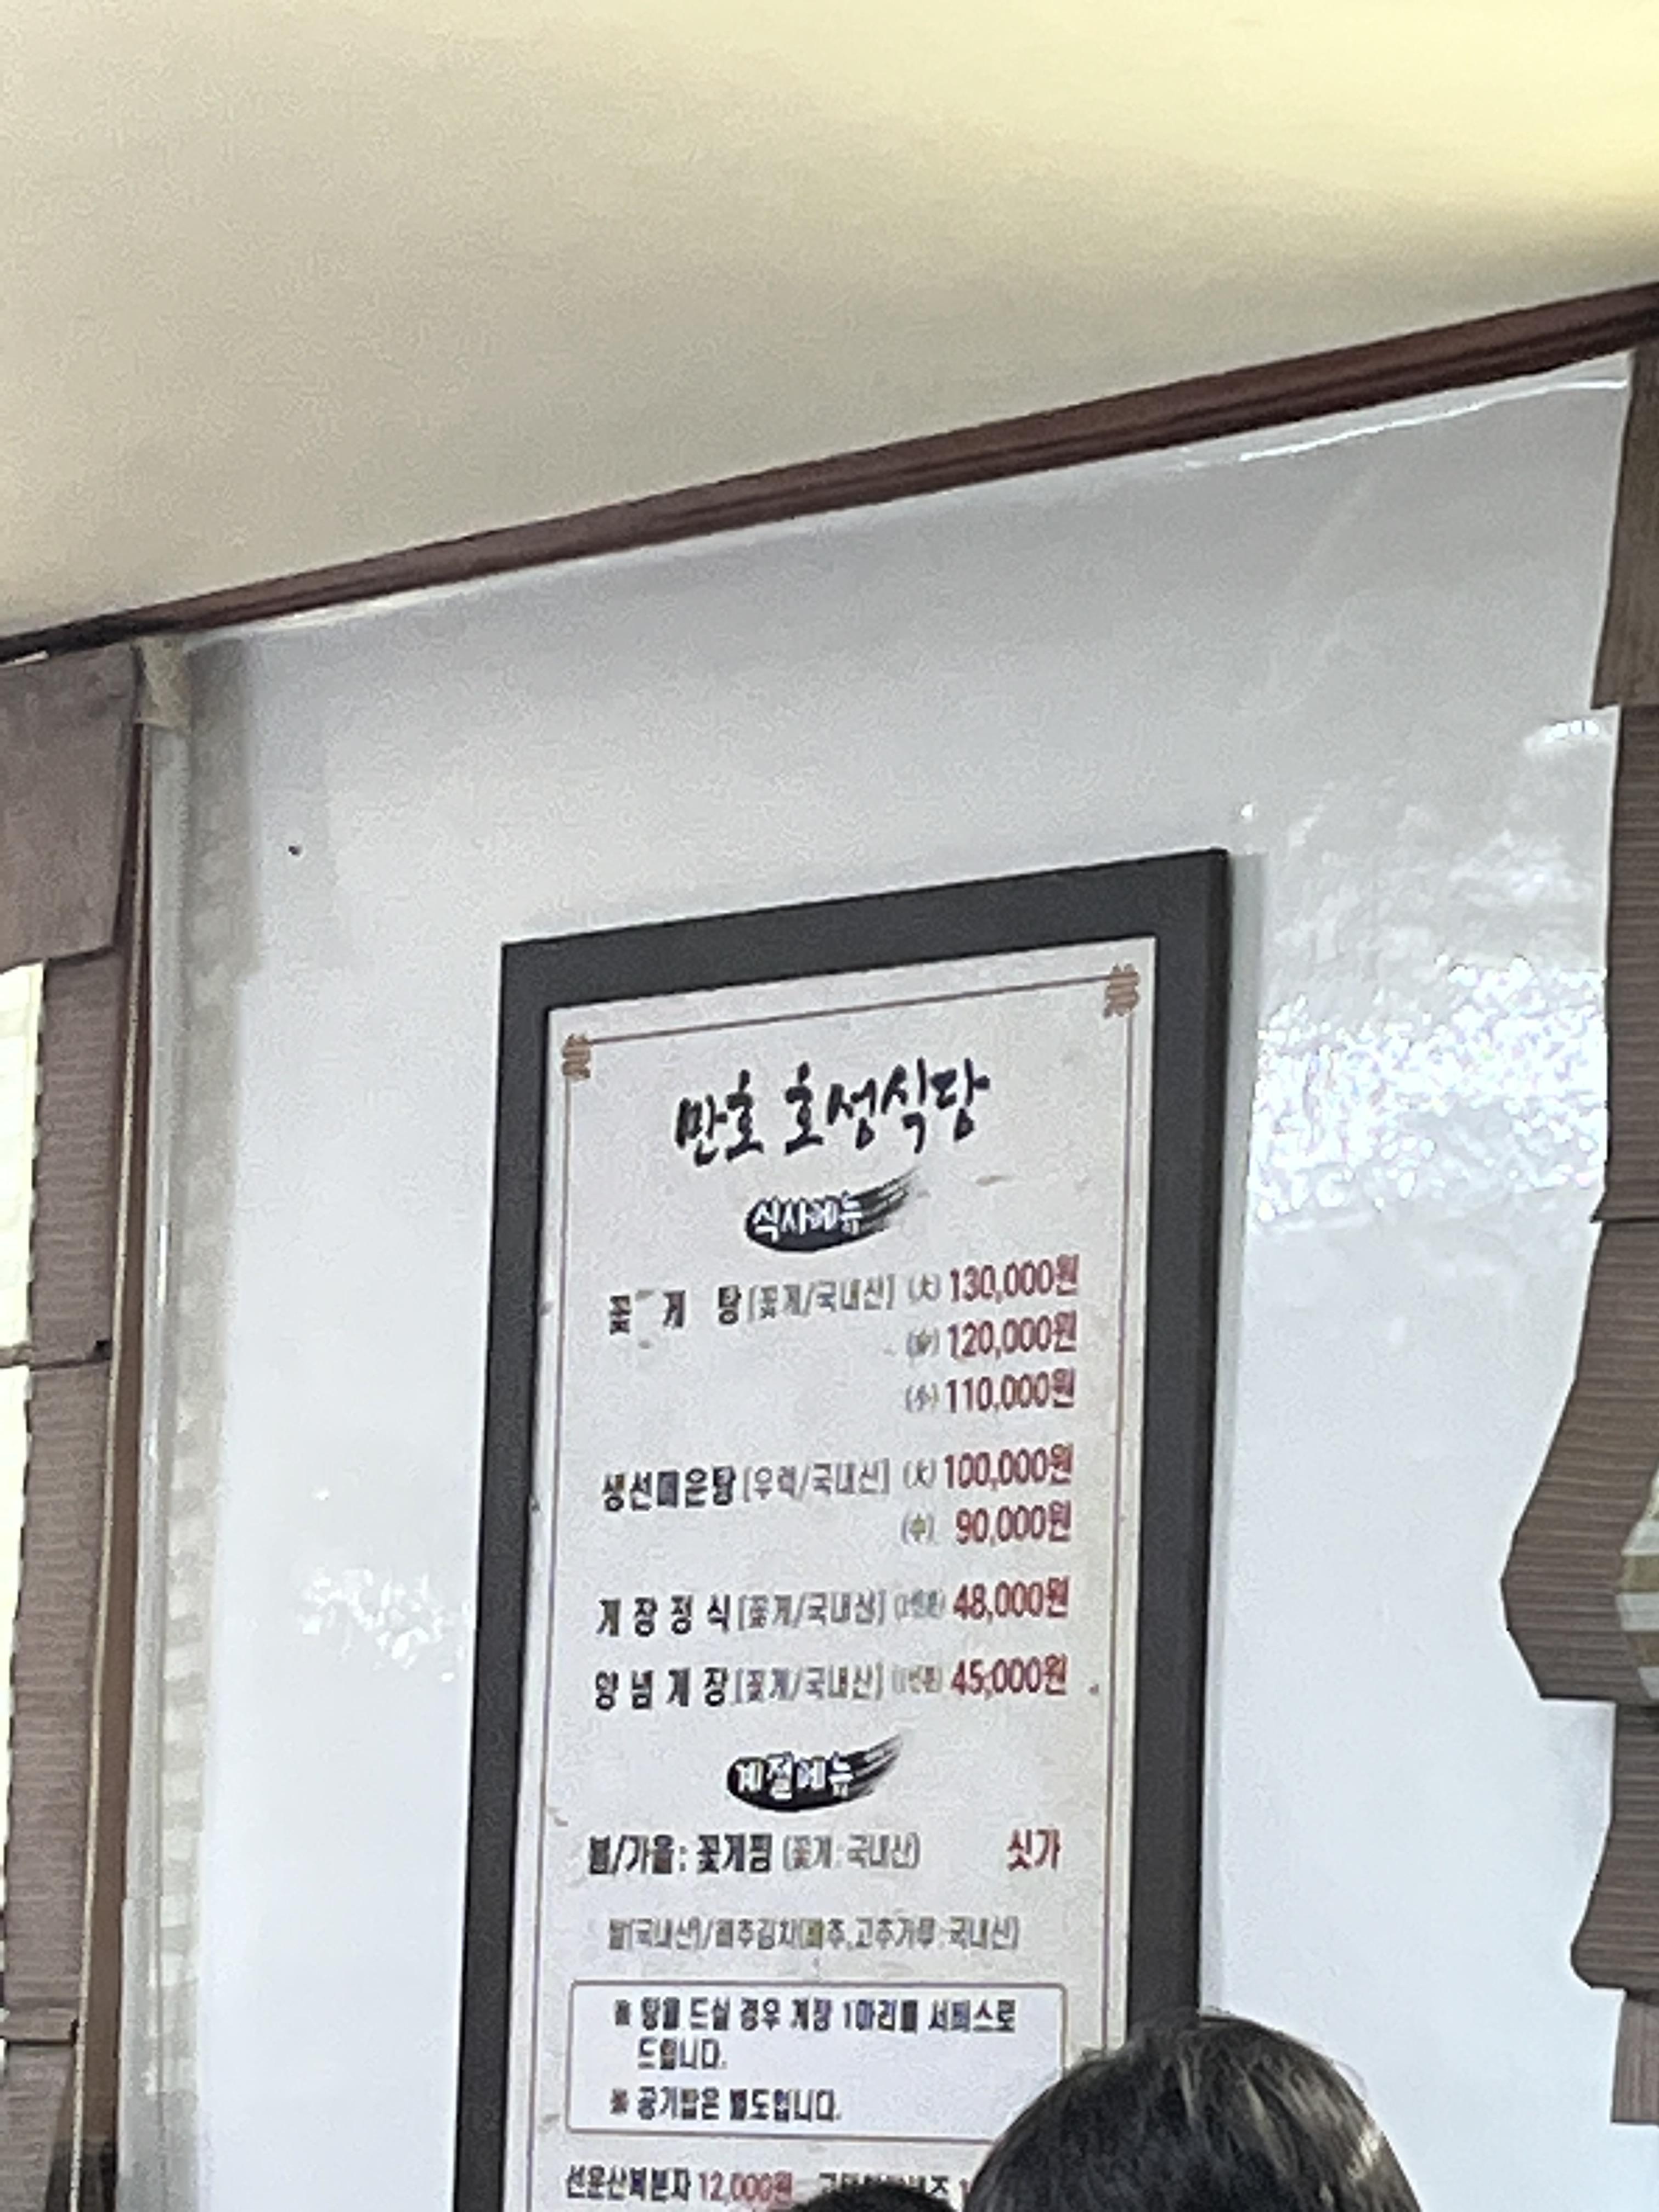 만호 호성식당
식사메뉴
꽃 게 탕 [꽃게/국내산] (大) 130,000원
(中) 120,000원
(小) 110,000원
생선매운탕 [우럭/국내산] (大) 100,000원
(中) 90,000원
게 장 정 식 [꽃게/국내산] (1인분) 48,000원
양 념 게 장 [꽃게/국내산] (1인분) 45,000원
계절메뉴
봄/가을: 꽃게찜 (꽃게:국내산) 싯가
쌀(국내산)/배추김치(배추,고추가루:국내산)
※ 탕을 드실 경우 게장 1마리를 서비스로
드립니다.
※ 공기밥은 별도입니다.
선운산복분자 12,000원